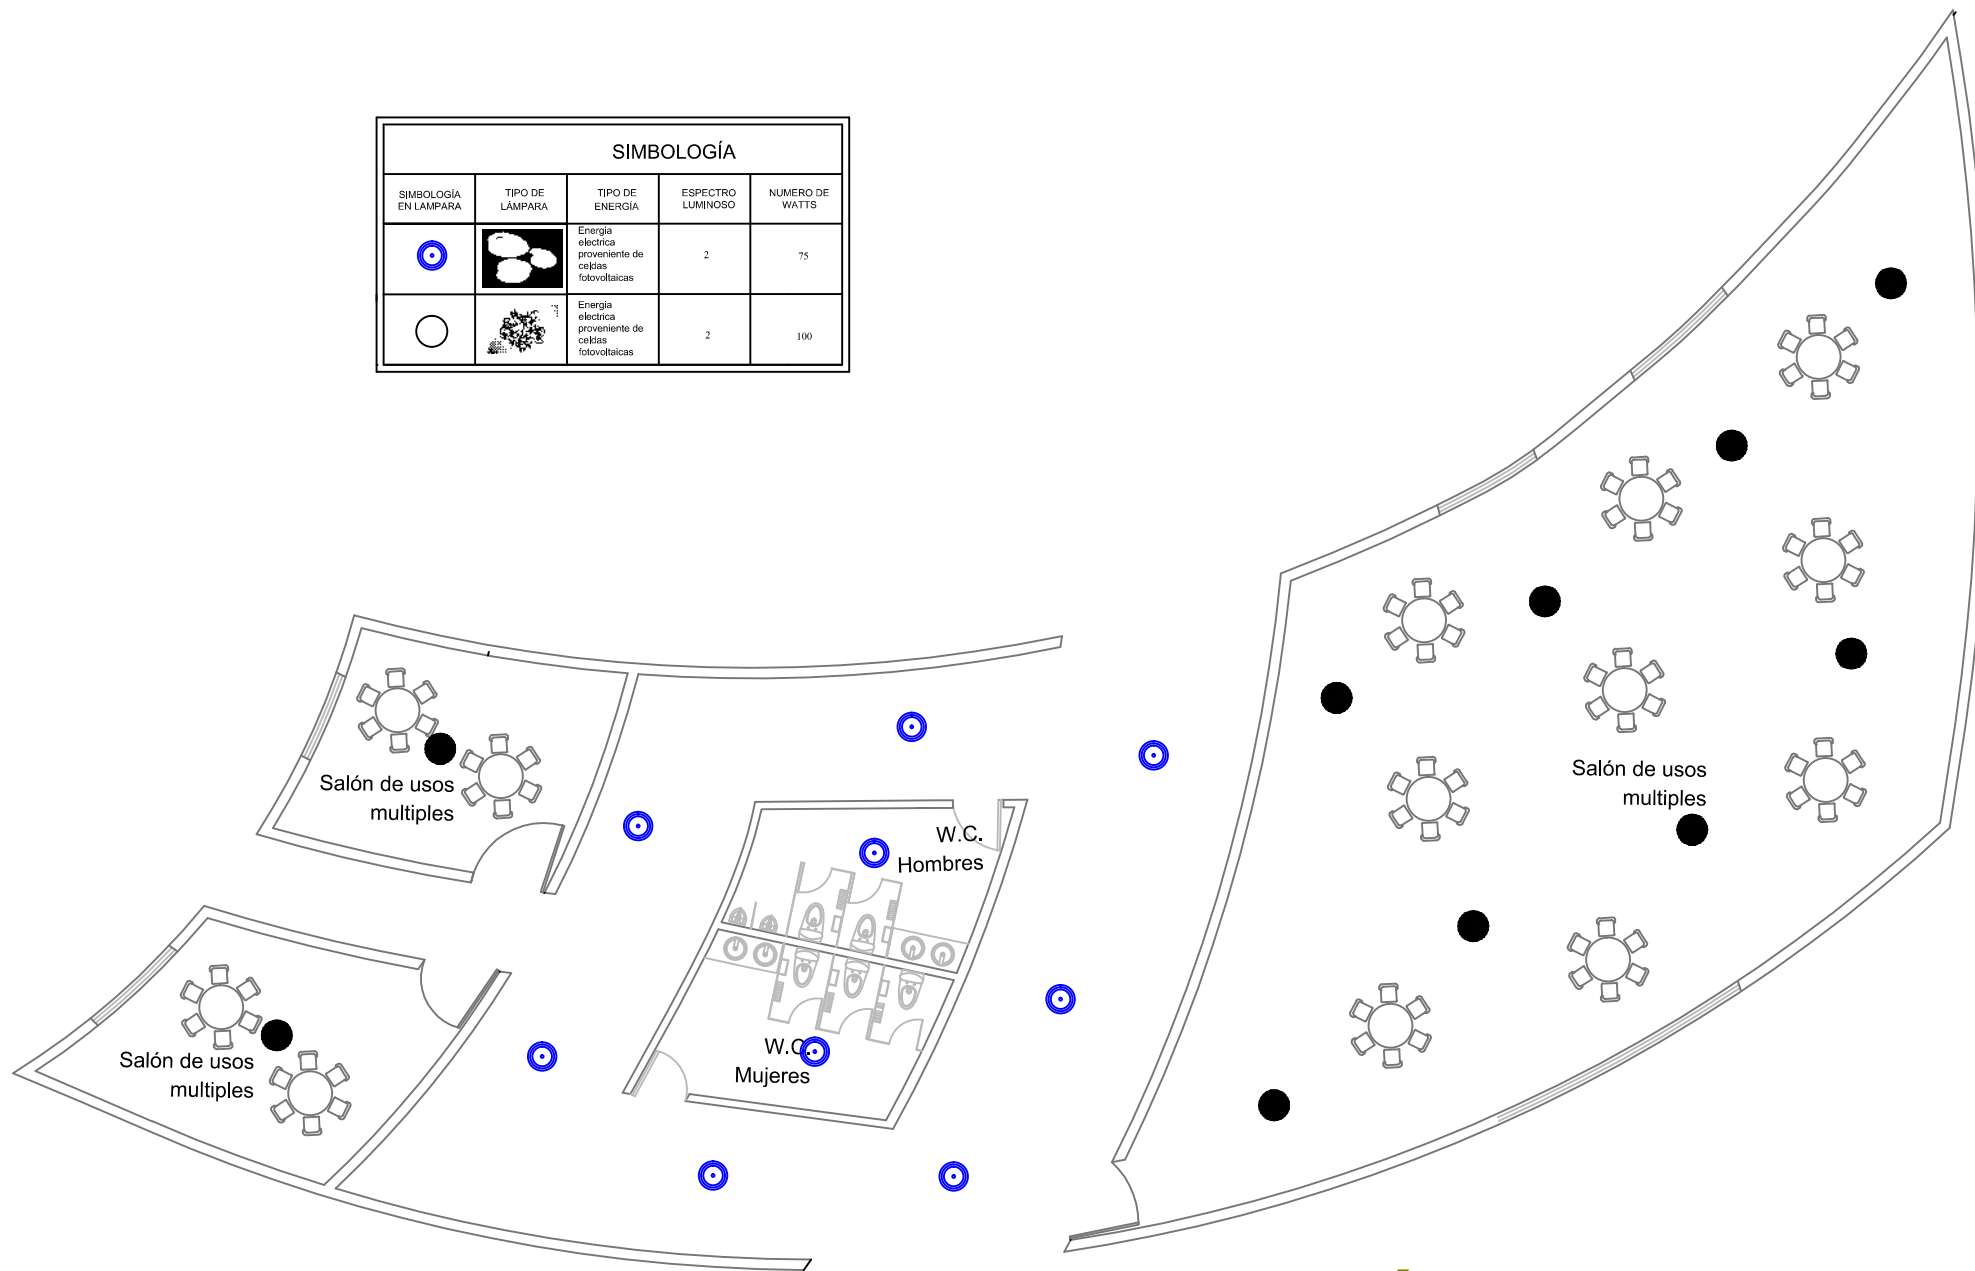 SIMBOLOGÍA
SIMBOLOGÍA
EN LAMPARA
TIPO DE
LÁMPARA
TIPO DE
ENERGÍA
ESPECTRO
LUMINOSO
NUMERO DE
WATTS
Energia
electrica
proveniente de
celdas
fotovoltaicas
2
75
Energia
electrica
proveniente de
celdas
fotovoltaicas
2
100
Salón de usos
multiples
Salón de usos
multiples
W.C.
Hombres
Salón de usos
multiples
W.C.
Mujeres